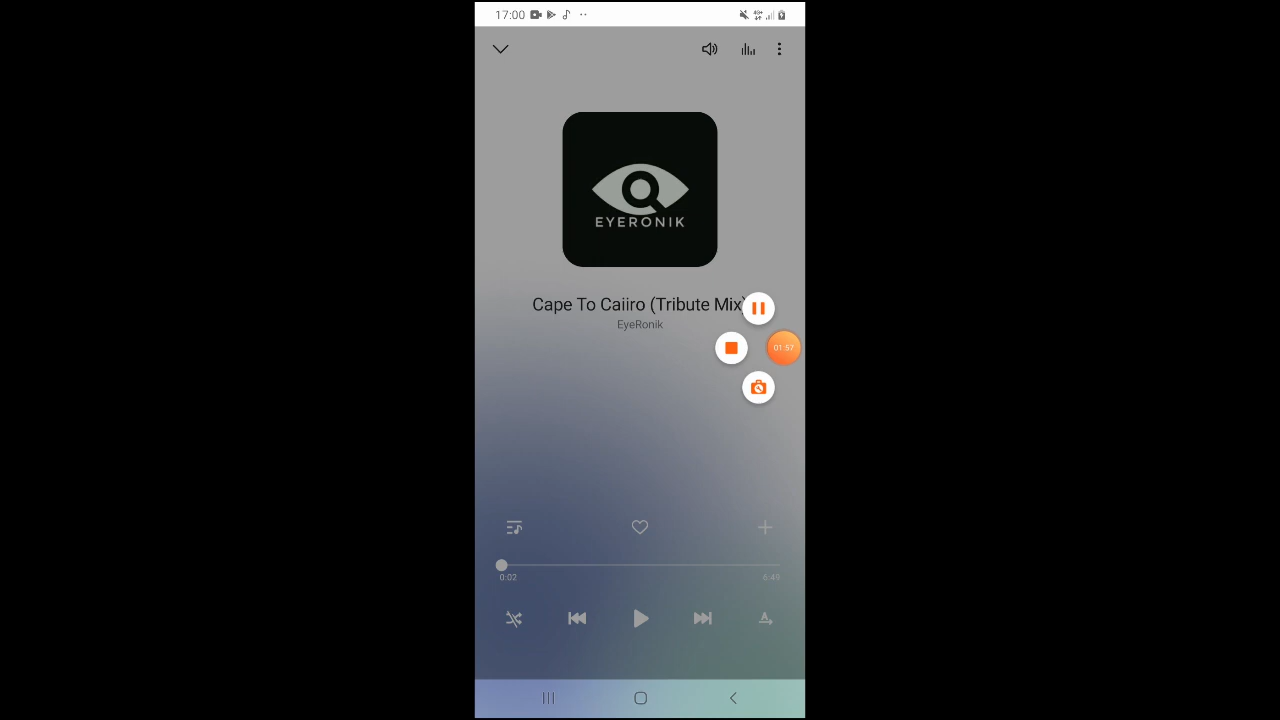 17:00
EYERONIK
Cape To Caiiro (Tribute Mix)
EyeRonik
01:57
0:02
6:49
A